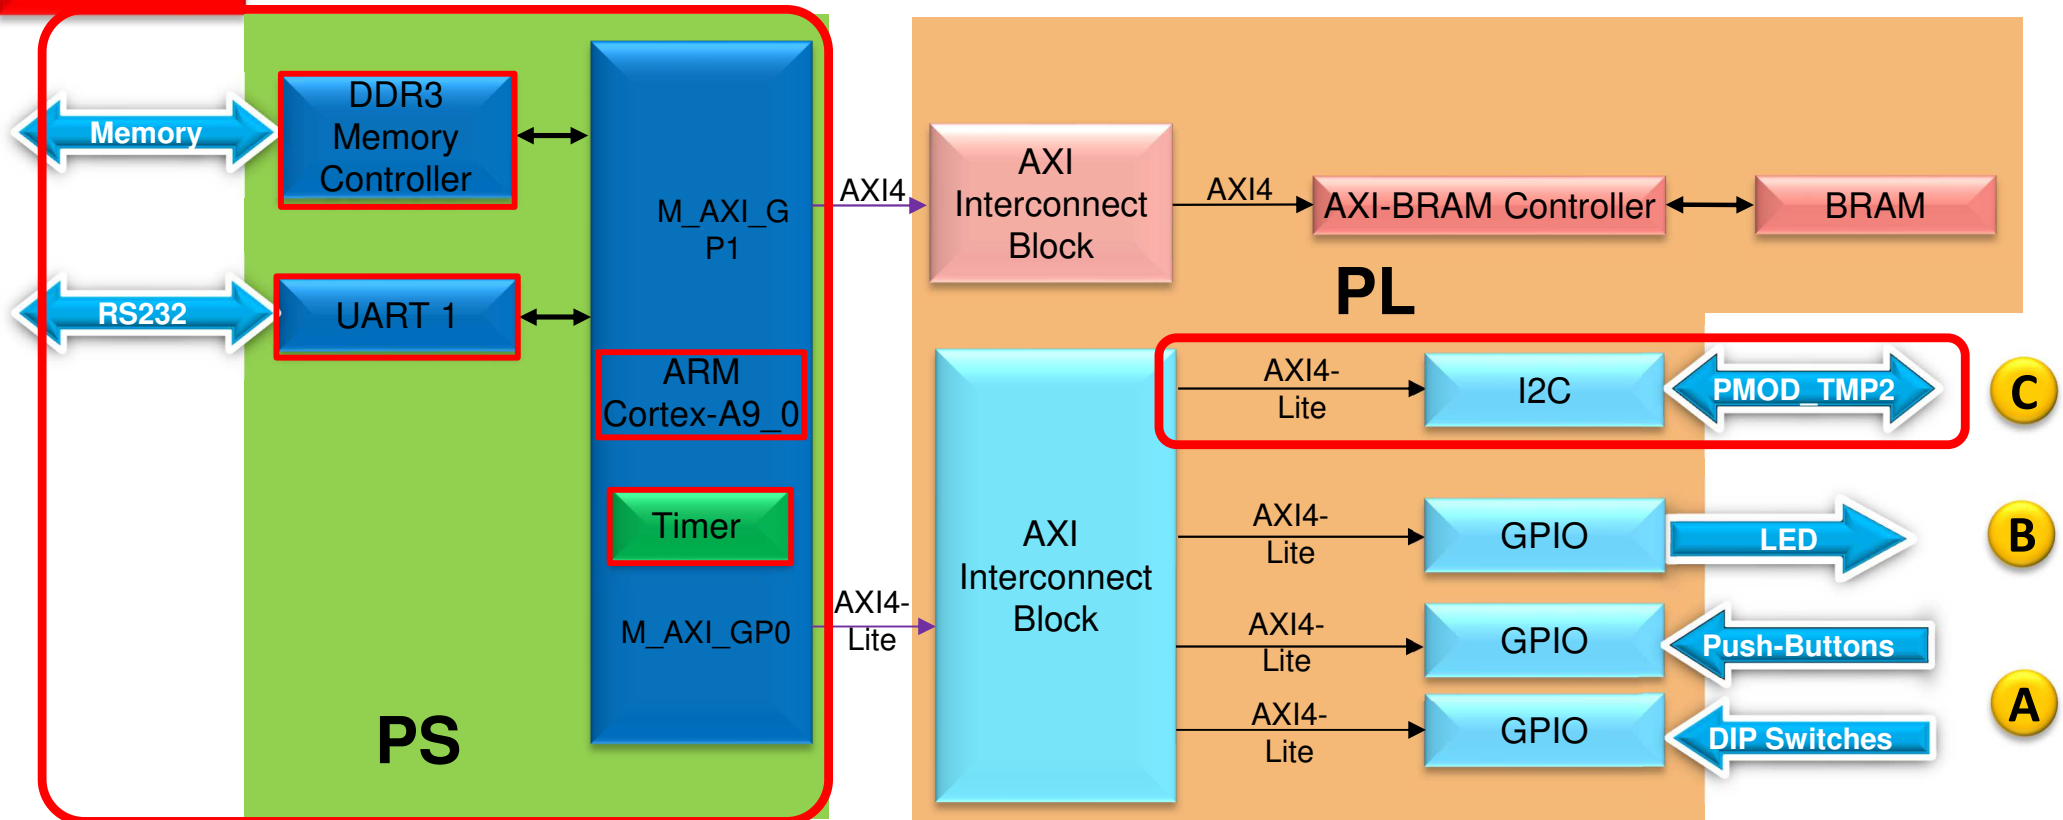 Memory
DDR3
Memory
Controller
RS232
UART 1
M_AXI_G
P1
ARM
Cortex-A9_0
Timer
M_AXI_GP0
PS
AXI4
AXI4-
Lite
AXI
Interconnect
Block
AXI4
AXI-BRAM Controller
BRAM
PL
AXI
Interconnect
Block
AXI4-
Lite
I2C
PMOD_TMP2
C
AXI4-
Lite
GPIO
LED
B
AXI4-
Lite
GPIO
Push-Buttons
AXI4-
Lite
GPIO
DIP Switches
A